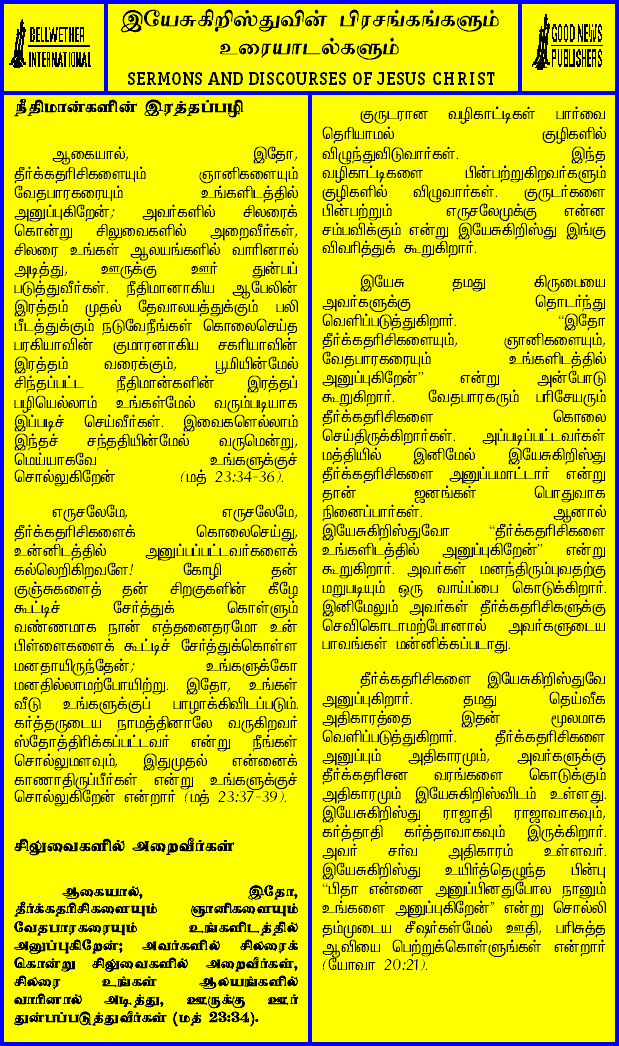 BELLWETHER
INTERNATIONAL
இயேசுகிறிஸ்துவின் பிரசங்கங்களும்
உரையாடல்களும்
SERMONS AND DISCOURSES OF JESUS CHRIST
GOOD NEWS
PUBLISHERS
நீதிமான்களின் இரத்தப்பழி
ஆகையால், இதோ,
தீர்க்கதரிசிகளையும் ஞானிகளையும்
வேதபாரகரையும் உங்களிடத்தில்
அனுப்புகிறேன்; அவர்களில் சிலரைக்
கொன்று சிலுவைகளில் அறைவீர்கள்,
சிலரை உங்கள் ஆலயங்களில் வாரினால்
அடித்து, ஊருக்கு ஊர் துன்பப்
படுத்துவீர்கள். நீதிமானாகிய ஆபேலின்
இரத்தம் முதல் தேவாலயத்துக்கும் பலி
பீடத்துக்கும் நடுவேநீங்கள் கொலைசெய்த
பரகியாவின் குமாரனாகிய சகரியாவின்
இரத்தம் வரைக்கும், பூமியின்மேல்
சிந்தப்பட்ட நீதிமான்களின் இரத்தப்
பழியெல்லாம் உங்கள்மேல் வரும்படியாக
இப்படிச் செய்வீர்கள். இவைகளெல்லாம்
இந்தச் சந்ததியின்மேல் வருமென்று,
மெய்யாகவே உங்களுக்குச்
சொல்லுகிறேன் (மத் 23:34-36).
எருசலேமே, எருசலேமே,
தீர்க்கதரிசிகளைக் கொலைசெய்து,
உன்னிடத்தில் அனுப்பப்பட்டவர்களைக்
கல்லெறிகிறவளே! கோழி தன்
குஞ்சுகளைத் தன் சிறகுகளின் கீழே
கூட்டிச் சேர்த்துக் கொள்ளும்
வண்ணமாக நான் எத்தனைதரமோ உன்
பிள்ளைகளைக் கூட்டிச் சேர்த்துக்கொள்ள
மனதாயிருந்தேன்; உங்களுக்கோ
மனதில்லாமற்போயிற்று. இதோ, உங்கள்
வீடு உங்களுக்குப் பாழாக்கிவிடப்படும்.
கர்த்தருடைய நாமத்தினாலே வருகிறவர்
ஸ்தோத்திரிக்கப்பட்டவர் என்று நீங்கள்
சொல்லுமளவும், இதுமுதல் என்னைக்
காணாதிருப்பீர்கள் என்று உங்களுக்குச்
சொல்லுகிறேன் என்றார் (மத் 23:37-39).
சிலுவைகளில் அறைவீர்கள்
ஆகையால், இதோ,
தீர்க்கதரிசிகளையும் ஞானிகளையும்
வேதபாரகரையும் உங்களிடத்தில்
அனுப்புகிறேன்; அவர்களில் சிலரைக்
கொன்று சிலுவைகளில் அறைவீர்கள்,
சிலரை உங்கள் ஆலயங்களில்
வாரினால் அடித்து, ஊருக்கு ஊர்
துன்பப்படுத்துவீர்கள் (மத் 23:34).
குருடரான வழிகாட்டிகள் பார்வை
தெரியாமல் குழிகளில்
விழுந்துவிடுவார்கள். இந்த
வழிகாட்டிகளை பின்பற்றுகிறவர்களும்
குழிகளில் விழுவார்கள். குருடர்களை
பின்பற்றும் எருசலேமுக்கு என்ன
சம்பவிக்கும் என்று இயேசுகிறிஸ்து இங்கு
விவரித்துக் கூறுகிறார்.
இயேசு தமது கிருபையை
அவர்களுக்கு தொடர்ந்து
வெளிப்படுத்துகிறார். “இதோ
தீர்க்கதரிசிகளையும், ஞானிகளையும்,
வேதபாரகரையும் உங்களிடத்தில்
அனுப்புகிறேன்” என்று அன்போடு
கூறுகிறார். வேதபாரகரும் பரிசேயரும்
தீர்க்கதரிசிகளை கொலை
செய்திருக்கிறார்கள். அப்படிப்பட்டவர்கள்
மத்தியில் இனிமேல் இயேசுகிறிஸ்து
தீர்க்கதரிசிகளை அனுப்பமாட்டார் என்று
தான் ஜனங்கள் பொதுவாக
நினைப்பார்கள். ஆனால்
இயேசுகிறிஸ்துவோ “தீர்க்கதரிசிகளை
உங்களிடத்தில் அனுப்புகிறேன்” என்று
கூறுகிறார். அவர்கள் மனந்திரும்புவதற்கு
மறுபடியும் ஒரு வாய்ப்பை கொடுக்கிறார்.
இனிமேலும் அவர்கள் தீர்க்கதரிசிகளுக்கு
செவிகொடாமற்போனால் அவர்களுடைய
பாவங்கள் மன்னிக்கப்படாது.
தீர்க்கதரிசிகளை இயேசுகிறிஸ்துவே
அனுப்புகிறார். தமது தெய்வீக
அதிகாரத்தை இதன் மூலமாக
வெளிப்படுத்துகிறார். தீர்க்கதரிசிகளை
அனுப்பும் அதிகாரமும், அவர்களுக்கு
தீர்க்கதரிசன வரங்களை கொடுக்கும்
அதிகாரமும் இயேசுகிறிஸ்விடம் உள்ளது.
இயேசுகிறிஸ்து ராஜாதி ராஜாவாகவும்,
கர்த்தாதி கர்த்தாவாகவும் இருக்கிறார்.
அவர் சர்வ அதிகாரம் உள்ளவர்.
இயேசுகிறிஸ்து உயிர்த்தெழுந்த பின்பு
“பிதா என்னை அனுப்பினதுபோல நானும்
உங்களை அனுப்புகிறேன்” என்று சொல்லி
தம்முடைய சீஷர்கள்மேல் ஊதி, பரிசுத்த
ஆவியை பெற்றுக்கொள்ளுங்கள் என்றார்
(யோவா 20:21).